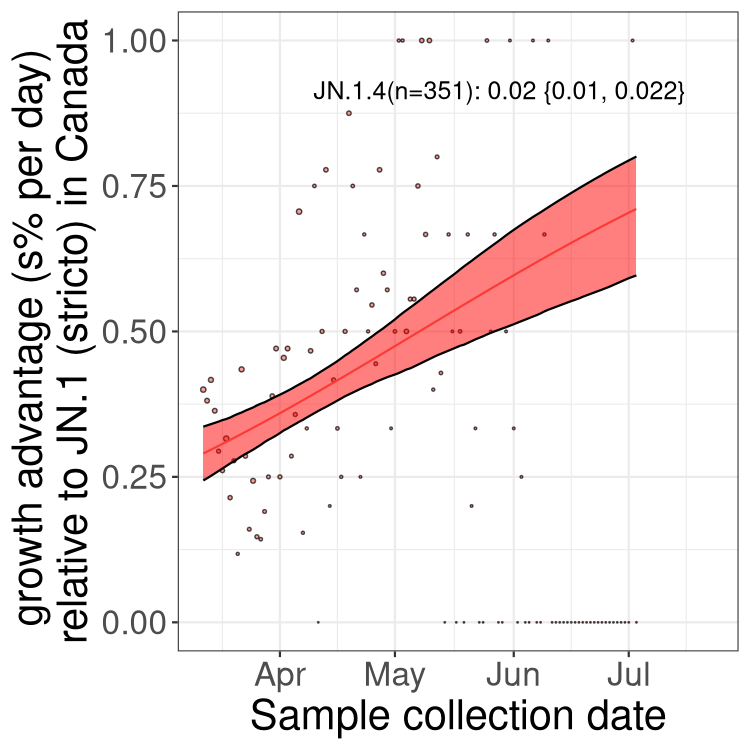 growth advantage (s% per day)
relative to JN.1 (stricto) in Canada
1.00
0.75
0.50
0.25
0.00
JN.1.4(n=351): 0.02 {0.01, 0.022}
Apr May Jun Jul
Sample collection date